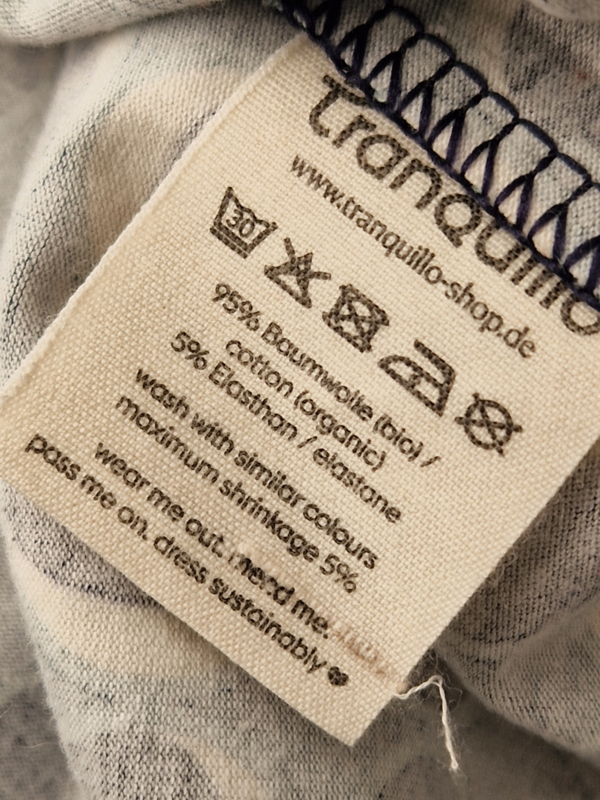 Tranquillo
www.tranquillo-shop.de
30
95% Baumwolle (bio) /
cotton (organic)
5% Elasthan / elastane
wash with similar colours
maximum shrinkage 5%
wear me out. mend me.
pass me on. dress sustainably ♥